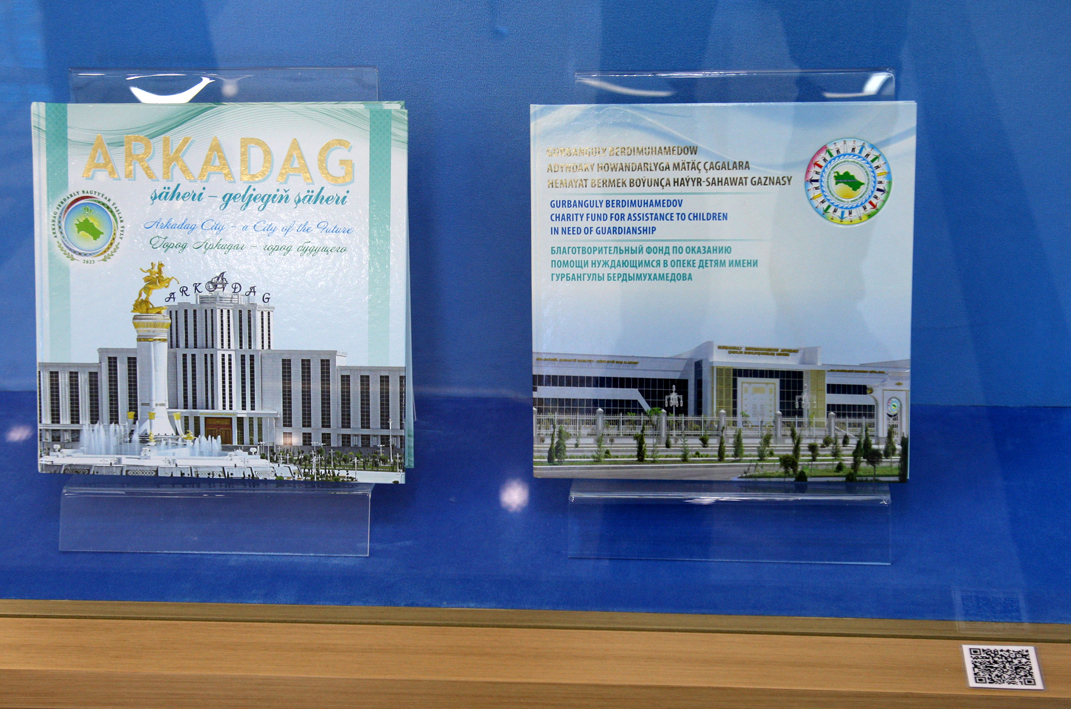 ARKADAG
şäheri – geljegiň şäheri
Arkadag City – a City of the Future
Город Аркадаг – город будущего
ARKADAG
GURBANGULY BERDIMUHAMEDOW
ADYNDAKY HOWANDARLYGA MÄTÄÇ ÇAGALARA
HEMAÝAT BERMEK BOÝUNÇA HAÝYR-SAHAWAT GAZNASY
GURBANGULY BERDIMUHAMEDOV
CHARITY FUND FOR ASSISTANCE TO CHILDREN
IN NEED OF GUARDIANSHIP
БЛАГОТВОРИТЕЛЬНЫЙ ФОНД ПО ОКАЗАНИЮ
ПОМОЩИ НУЖДАЮЩИМСЯ В ОПЕКЕ ДЕТЯМ ИМЕНИ
ГУРБАНГУЛЫ БЕРДЫМУХАМЕДОВА